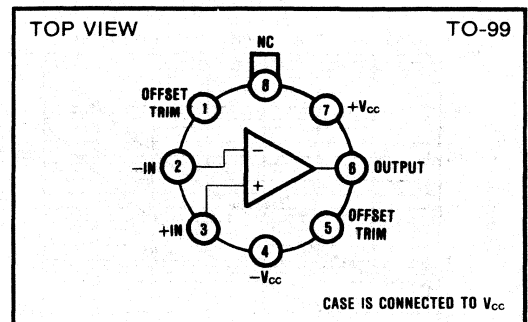 TOP VIEW TO-99
NC
8
OFFSET
TRIM
1
7
+VCC
-IN
2
−
6
OUTPUT
+
+IN
3
5
OFFSET
TRIM
4
-VCC
CASE IS CONNECTED TO VCC